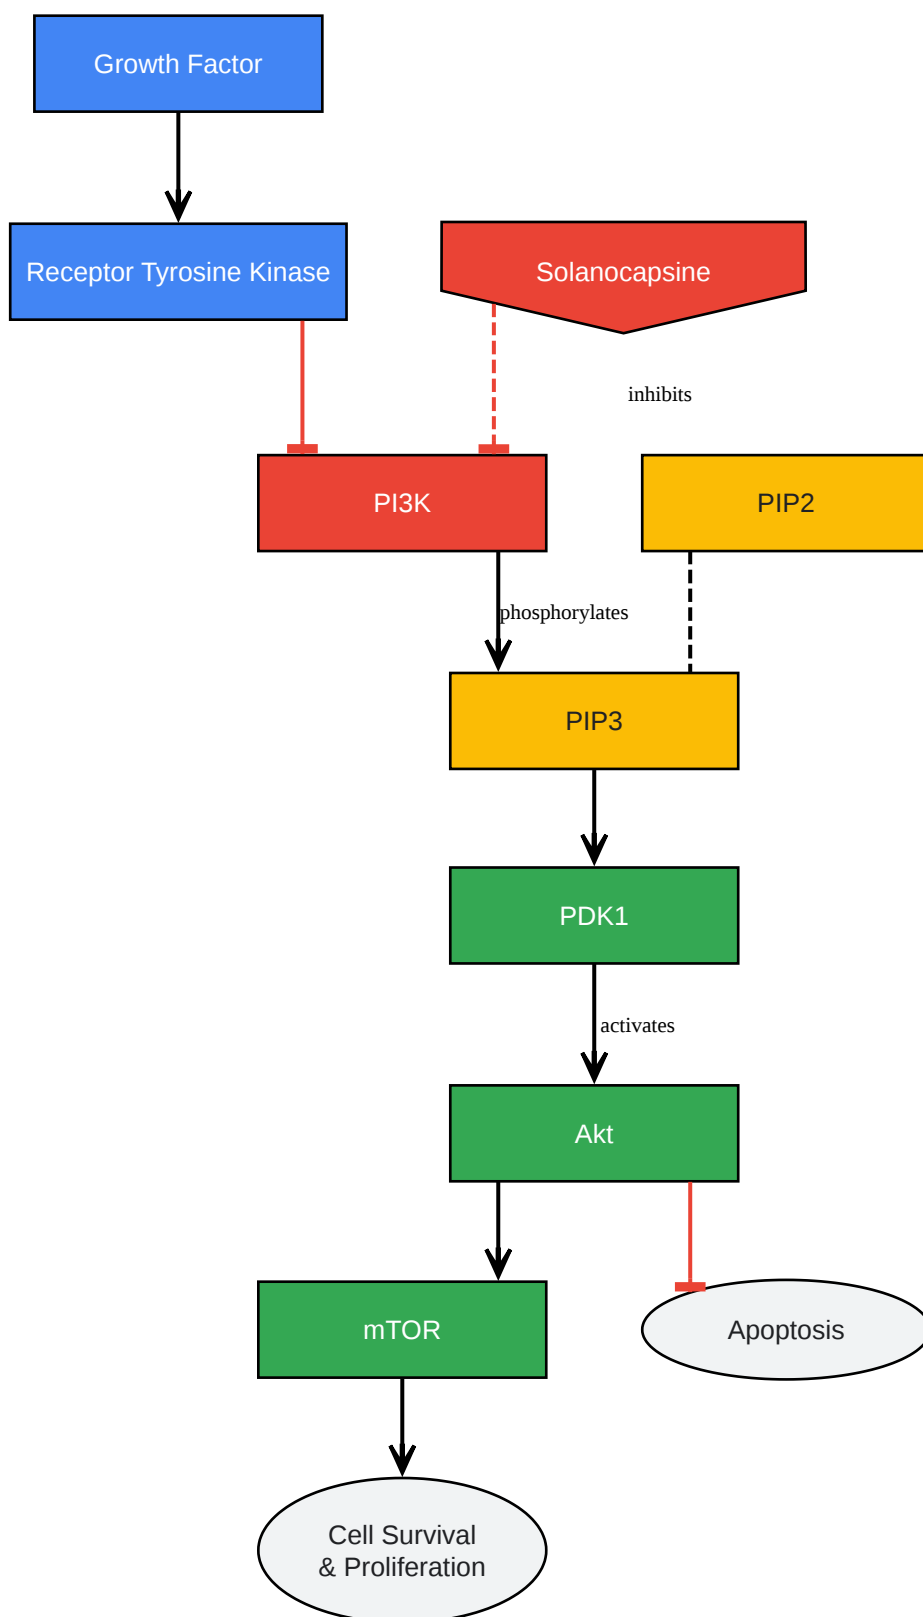 Growth Factor
Receptor Tyrosine Kinase
Solanocapsine
inhibits
PI3K
PIP2
phosphorylates
PIP3
PDK1
activates
Akt
mTOR
Apoptosis
Cell Survival
& Proliferation